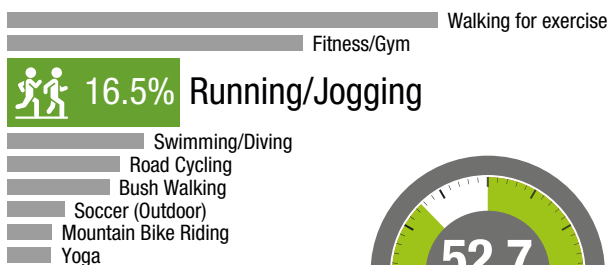 Walking for exercise
Fitness/Gym
16.5% Running/Jogging
Swimming/Diving
Road Cycling
Bush Walking
Soccer (Outdoor)
Mountain Bike Riding
Yoga
52.7